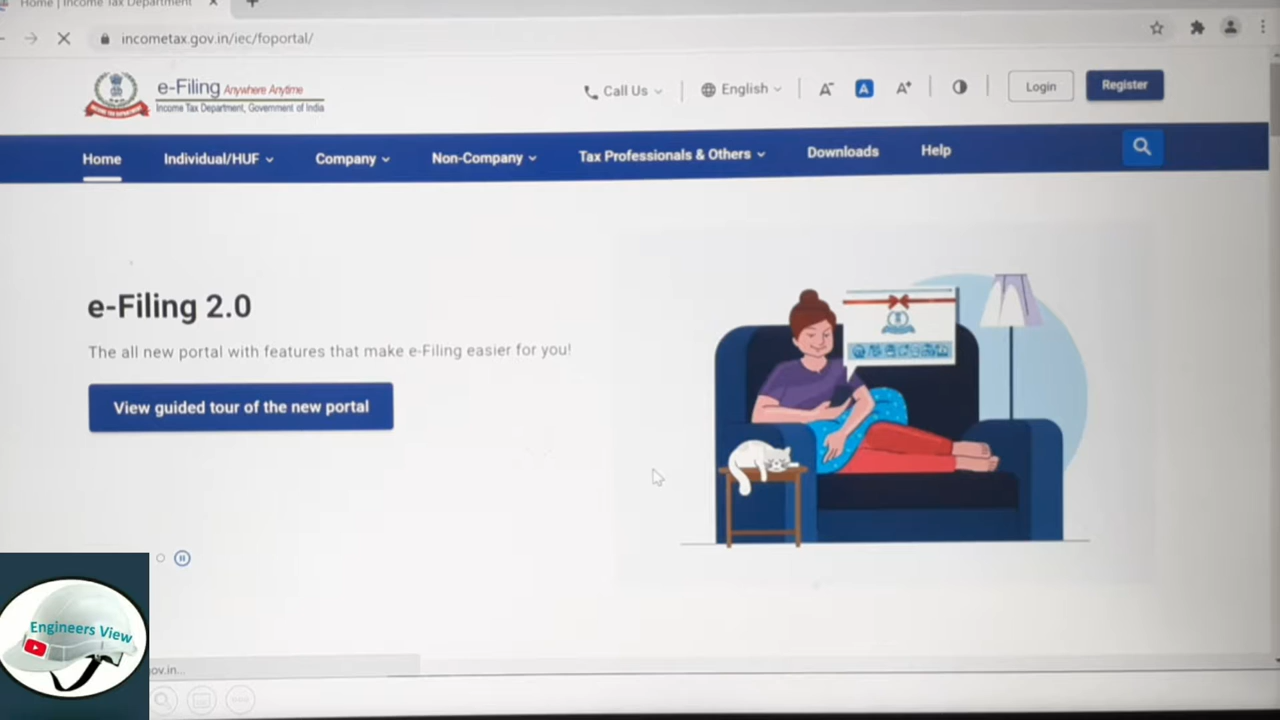 Home | Income Tax Department
incometax.gov.in/iec/foportal/
e-Filing Anywhere Anytime
Income Tax Department, Government of India
Call Us
English
A-
A
A+
Login
Register
Home
Individual/HUF
Company
Non-Company
Tax Professionals & Others
Downloads
Help
e-Filing 2.0
The all new portal with features that make e-Filing easier for you!
View guided tour of the new portal
Engineers View
ov.in...